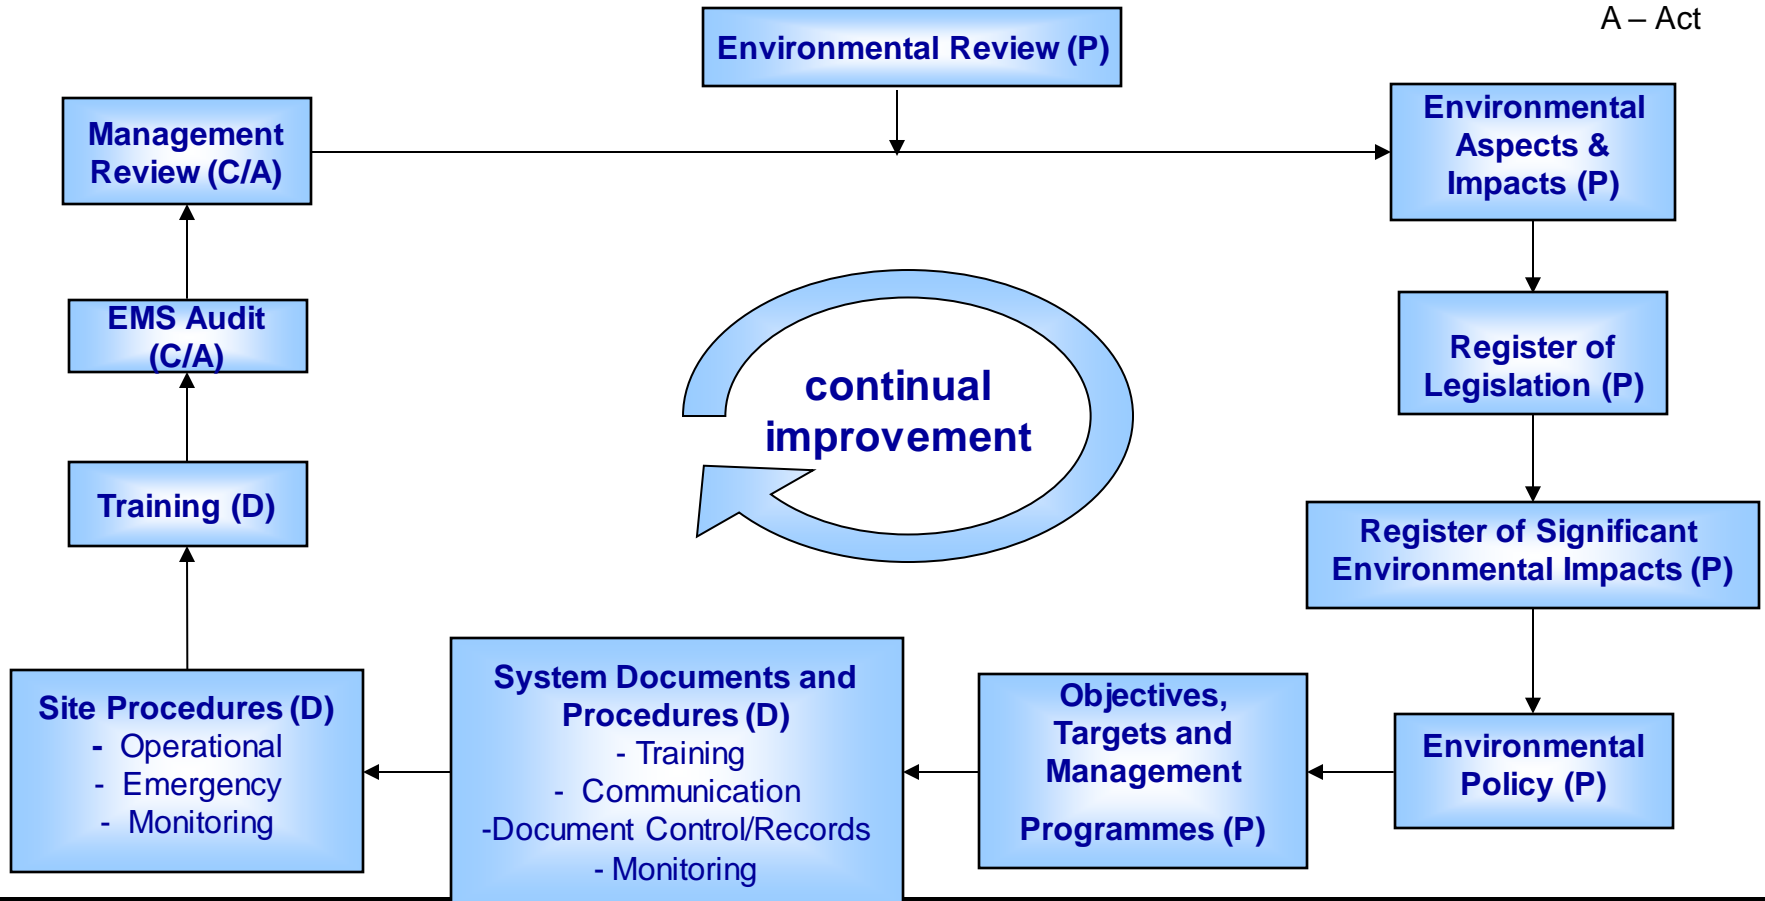 A – Act
Environmental Review (P)
Management
Review (C/A)
Environmental
Aspects &
Impacts (P)
EMS Audit
(C/A)
Register of
Legislation (P)
continual
improvement
Training (D)
Register of Significant
Environmental Impacts (P)
Site Procedures (D)
- Operational
- Emergency
- Monitoring
System Documents and
Procedures (D)
- Training
- Communication
-Document Control/Records
- Monitoring
Objectives,
Targets and
Management
Programmes (P)
Environmental
Policy (P)